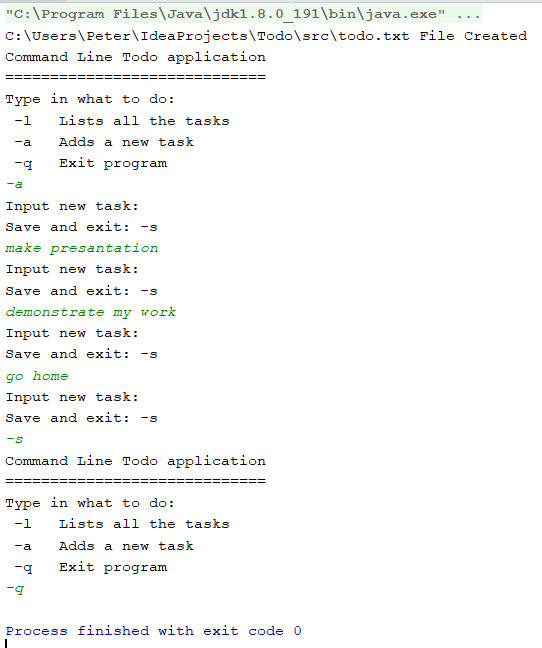 "C:\Program Files\Java\jdk1.8.0_191\bin\java.exe" ...
C:\Users\Peter\IdeaProjects\Todo\src\todo.txt File Created
Command Line Todo application
=============================
Type in what to do:
 -l   Lists all the tasks
 -a   Adds a new task
 -q   Exit program
-a
Input new task:
Save and exit: -s
make presantation
Input new task:
Save and exit: -s
demonstrate my work
Input new task:
Save and exit: -s
go home
Input new task:
Save and exit: -s
-s
Command Line Todo application
=============================
Type in what to do:
 -l   Lists all the tasks
 -a   Adds a new task
 -q   Exit program
-q
Process finished with exit code 0